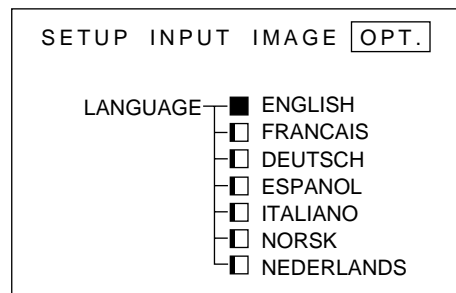 SETUP INPUT IMAGE OPT.
LANGUAGE ENGLISH
FRANCAIS
DEUTSCH
ESPANOL
ITALIANO
NORSK
NEDERLANDS